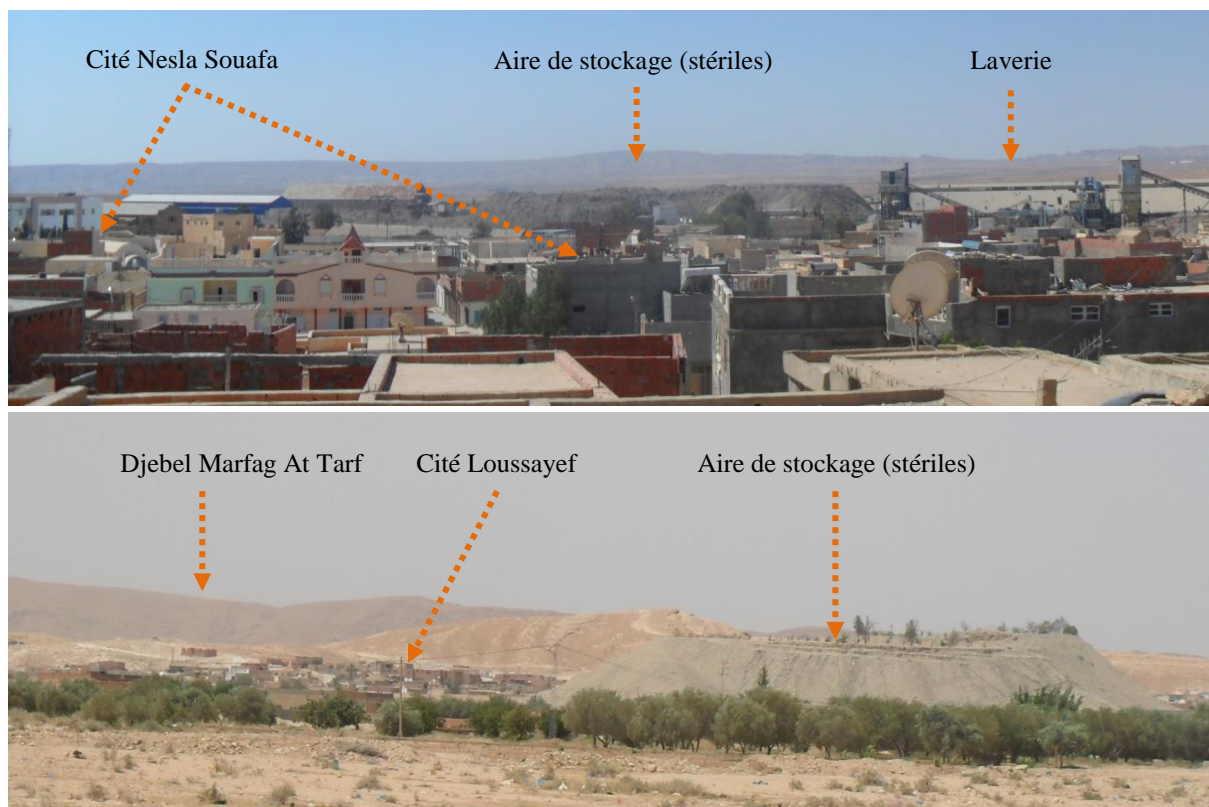 Cité Nesla Souafa
Aire de stockage (stériles)
Laverie
Djebel Marfag At Tarf
Cité Loussayef
Aire de stockage (stériles)